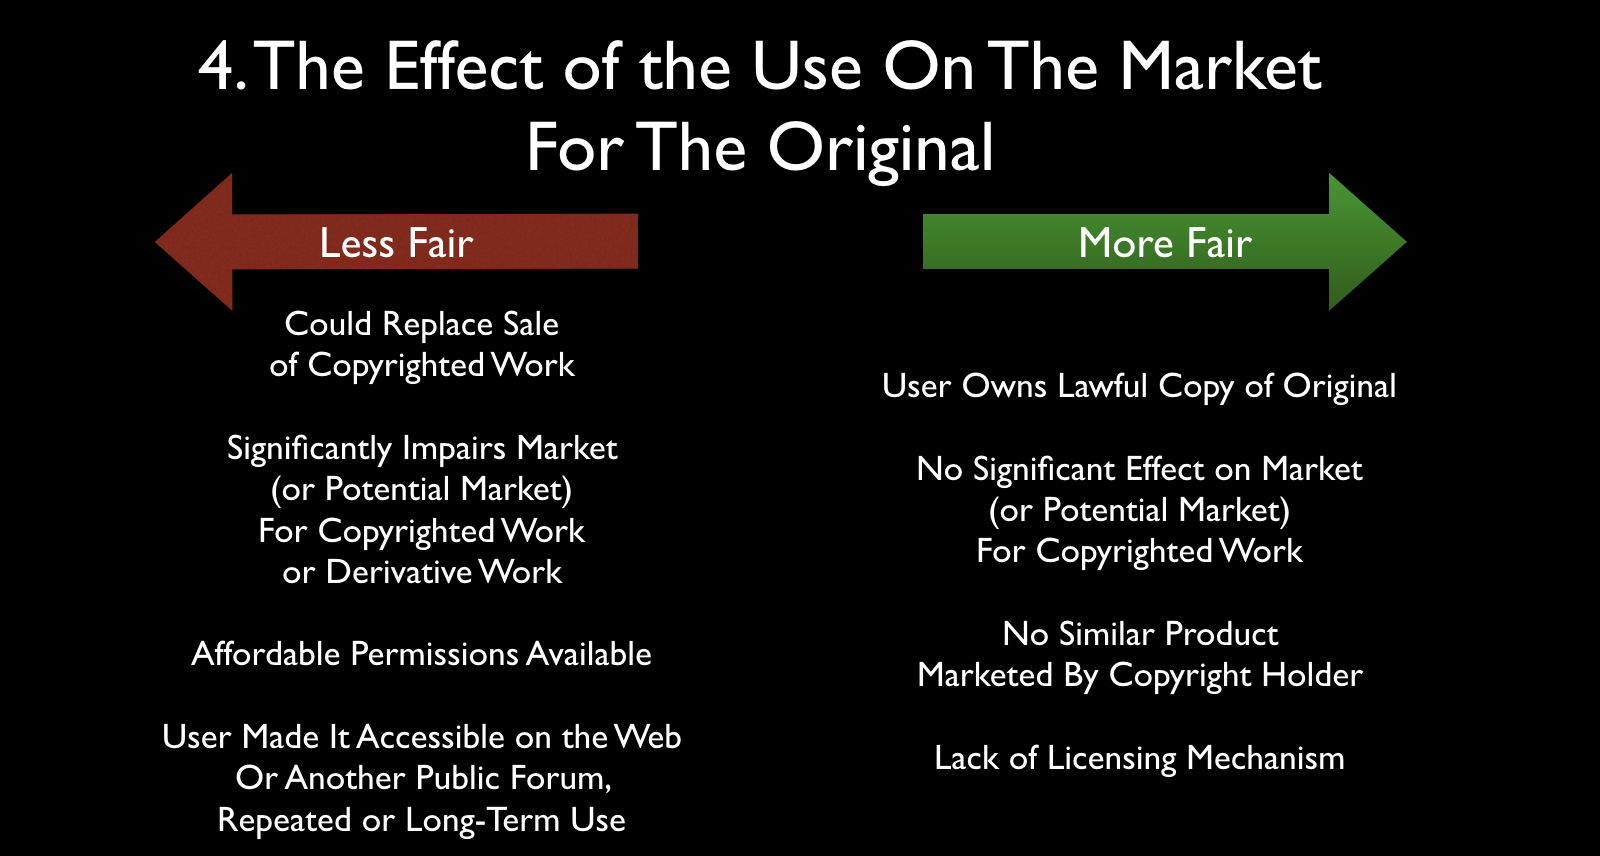 4. The Effect of the Use On The Market
For The Original
Less Fair
Could Replace Sale
of Copyrighted Work
Significantly Impairs Market
(or Potential Market)
For Copyrighted Work
or Derivative Work
Affordable Permissions Available
User Made It Accessible on the Web
Or Another Public Forum,
Repeated or Long-Term Use
More Fair
User Owns Lawful Copy of Original
No Significant Effect on Market
(or Potential Market)
For Copyrighted Work
No Similar Product
Marketed By Copyright Holder
Lack of Licensing Mechanism